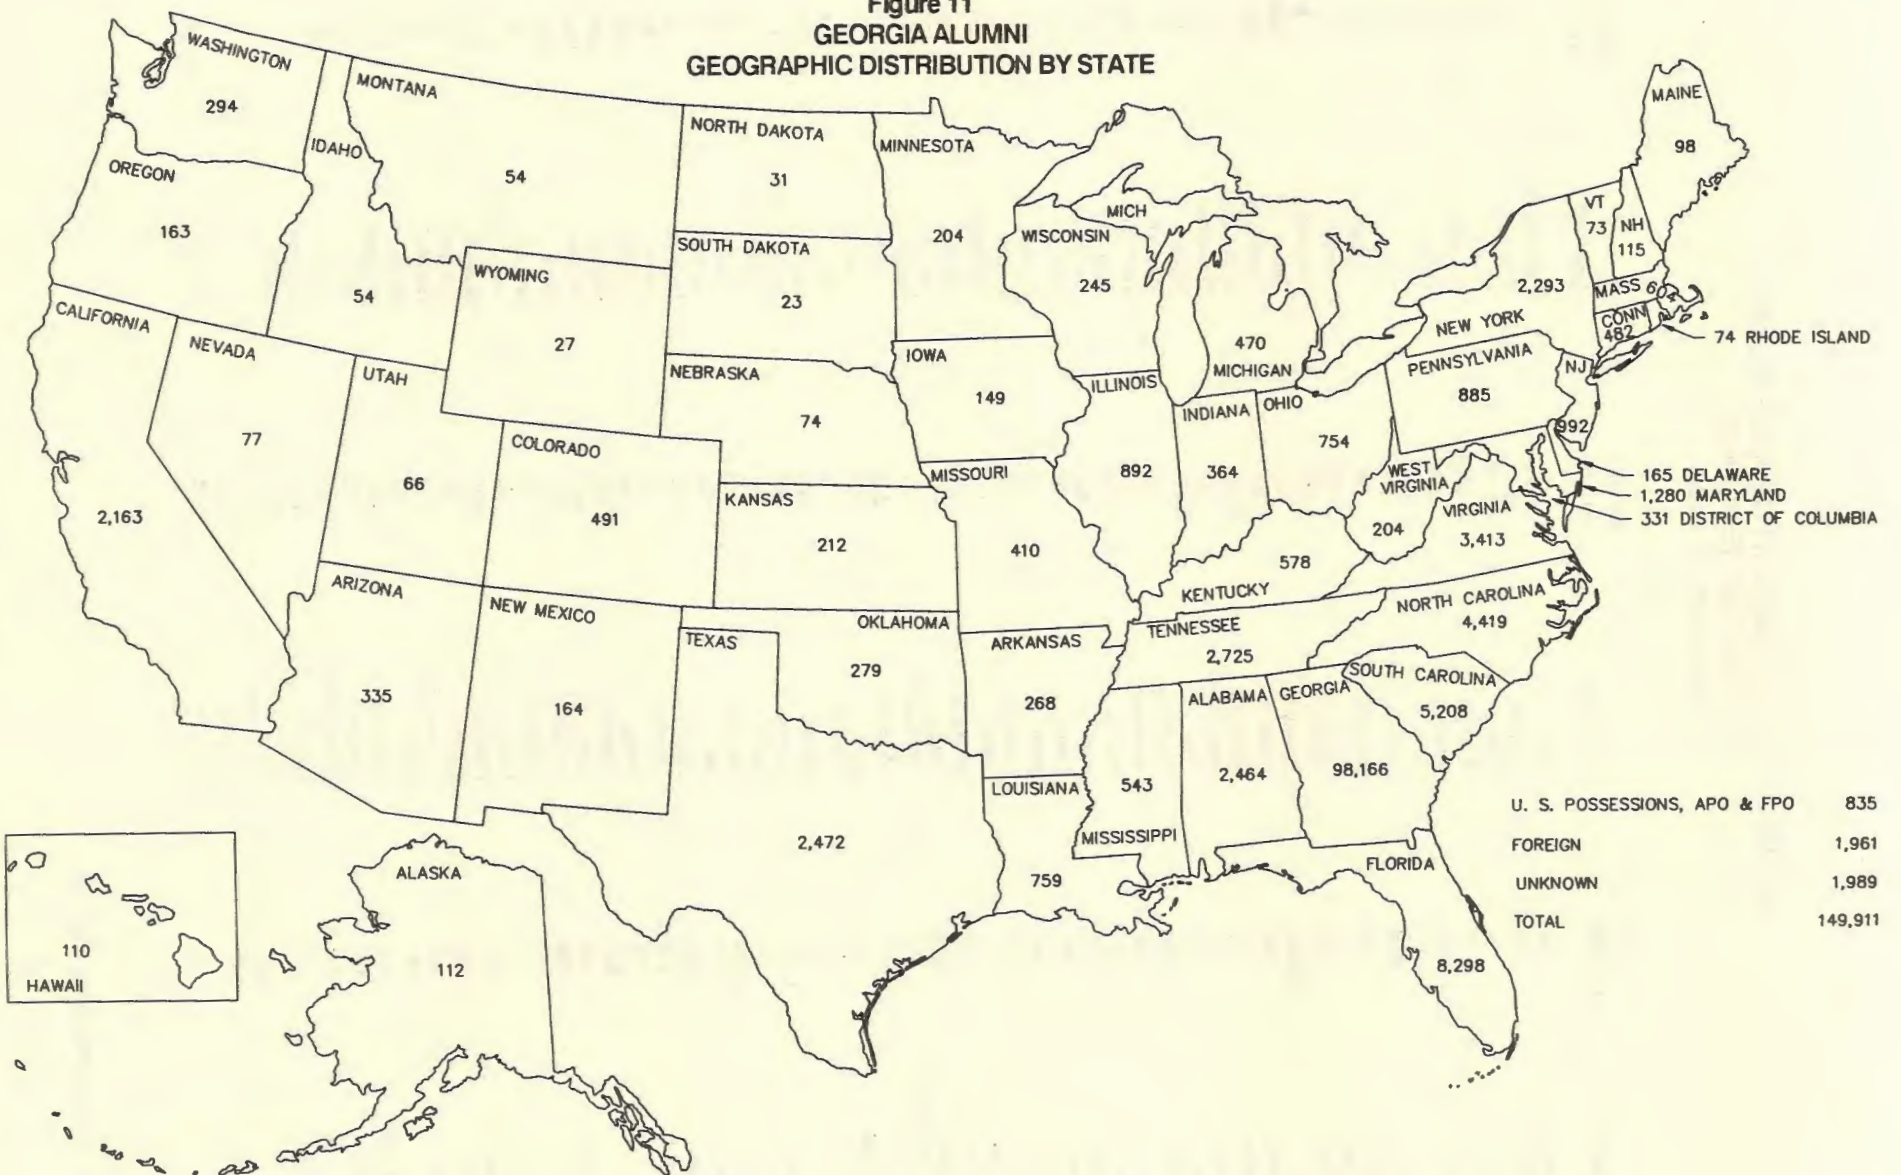 Figure 11
GEORGIA ALUMNI
GEOGRAPHIC DISTRIBUTION BY STATE
WASHINGTON
294
OREGON
163
CALIFORNIA
2,163
IDAHO
54
NEVADA
77
MONTANA
54
WYOMING
27
UTAH
66
COLORADO
491
ARIZONA
335
NEW MEXICO
164
NORTH DAKOTA
31
SOUTH DAKOTA
23
NEBRASKA
74
KANSAS
212
OKLAHOMA
279
TEXAS
2,472
MINNESOTA
204
IOWA
149
MISSOURI
410
ARKANSAS
268
LOUISIANA
759
WISCONSIN
245
MICH
470
MICHIGAN
ILLINOIS
892
INDIANA
364
OHIO
754
578
KENTUCKY
TENNESSEE
2,725
543
MISSISSIPPI
ALABAMA
2,464
GEORGIA
98,166
FLORIDA
8,298
SOUTH CAROLINA
5,208
NORTH CAROLINA
4,419
VIRGINIA
3,413
WEST
VIRGINIA
204
PENNSYLVANIA
885
2,293
NEW YORK
NJ
992
VT
73
NH
115
MAINE
98
MASS 604
CONN
482
74 RHODE ISLAND
165 DELAWARE
1,280 MARYLAND
331 DISTRICT OF COLUMBIA
110
HAWAII
ALASKA
112
U. S. POSSESSIONS, APO & FPO 835
FOREIGN 1,961
UNKNOWN 1,989
TOTAL 149,911